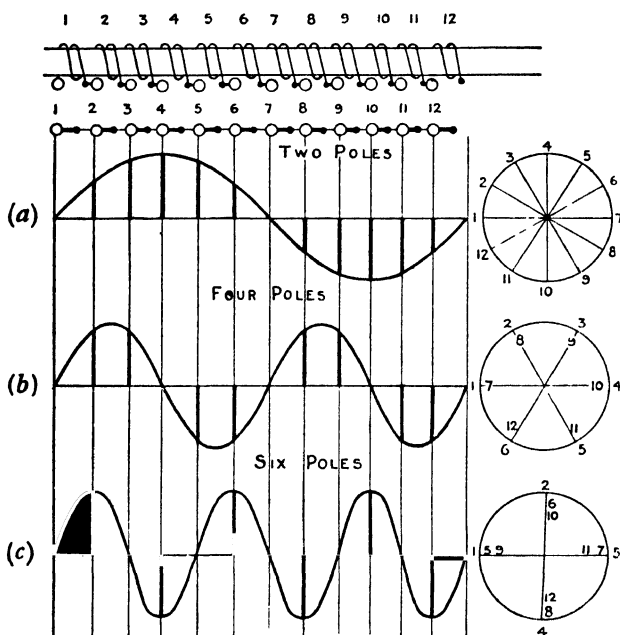 1 2 3 4 5 6 7 8 9 10 11 12
1 2 3 4 5 6 7 8 9 10 11 12
TWO POLES
(a)
1 2 3 4 5 6 7 8 9 10 11 12
FOUR POLES
(b)
1 7 2 8 3 9 10 4 11 5 12 6
SIX POLES
(c)
1 5 9 2 6 10 11 7 5 12 8 4